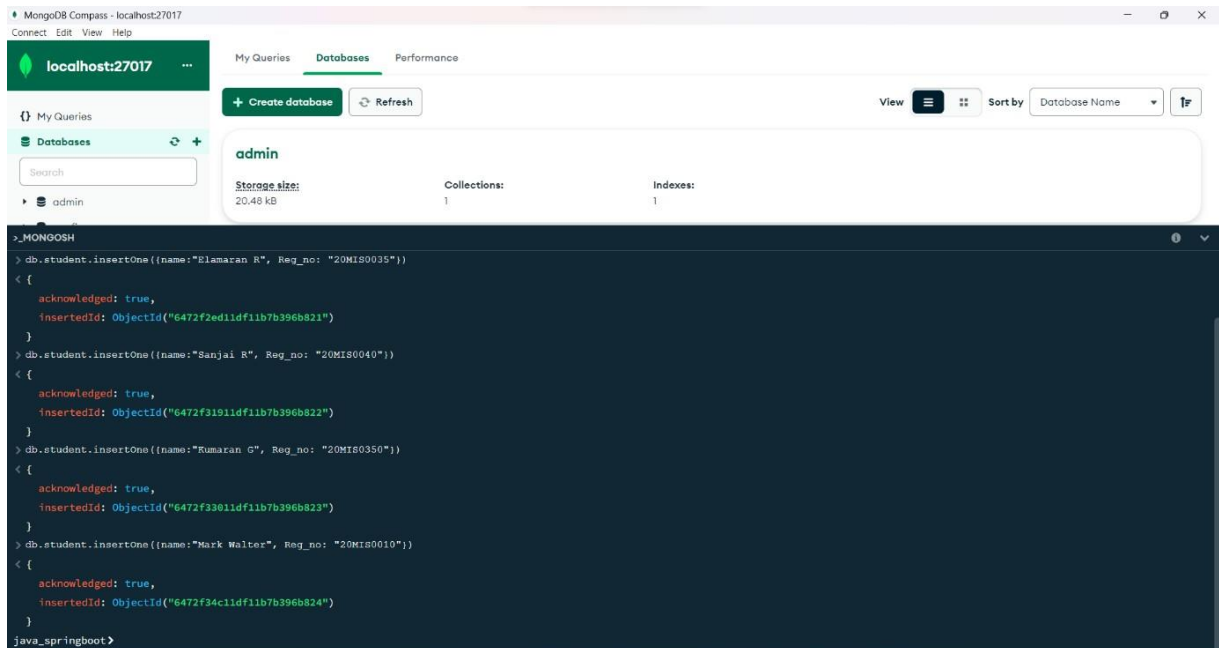 MongoDB Compass - localhost:27017
Connect Edit View Help
localhost:27017 ...
My Queries Databases Performance
+ Create database Refresh
View Sort by Database Name
{} My Queries
Databases
Search
admin
admin
Storage size: Collections: Indexes:
20.48 kB 1 1
>_MONGOSH
> db.student.insertOne({name:"Elamaran R", Reg_no: "20MIS0035"})
< {
acknowledged: true,
insertedId: ObjectId("6472f2ed11df11b7b396b821")
}
> db.student.insertOne({name:"Sanjai R", Reg_no: "20MIS0040"})
< {
acknowledged: true,
insertedId: ObjectId("6472f31911df11b7b396b822")
}
> db.student.insertOne({name:"Kumaran G", Reg_no: "20MIS0350"})
< {
acknowledged: true,
insertedId: ObjectId("6472f33011df11b7b396b823")
}
> db.student.insertOne({name:"Mark Walter", Reg_no: "20MIS0010"})
< {
acknowledged: true,
insertedId: ObjectId("6472f34c11df11b7b396b824")
}
java_springboot>